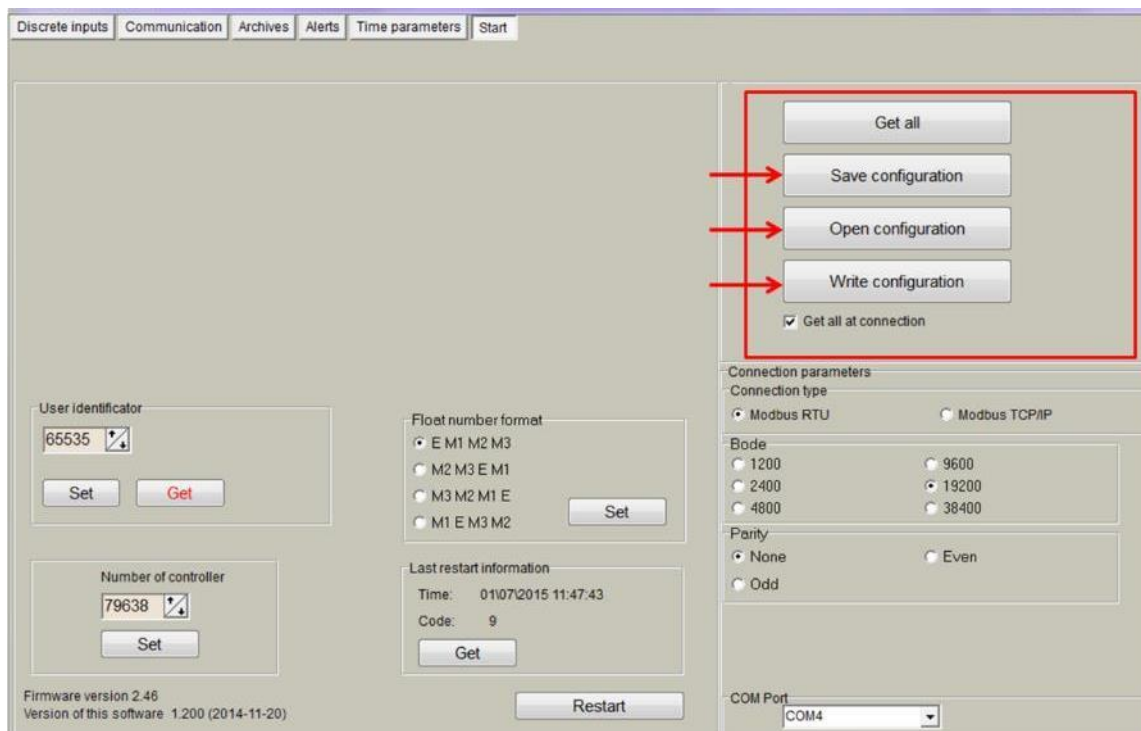 Discrete inputs Communication Archives Alerts Time parameters Start
Get all
Save configuration
Open configuration
Write configuration
Get all at connection
Connection parameters
Connection type
Modbus RTU Modbus TCP/IP
Bode
1200 9600
2400 19200
4800 38400
Parity
None Even
Odd
COM Port
COM4
User identificator
65535
Set Get
Float number format
E M1 M2 M3
M2 M3 E M1
M3 M2 M1 E
M1 E M3 M2
Set
Number of controller
79638
Set
Last restart information
Time: 01\07\2015 11:47:43
Code: 9
Get
Firmware version 2.46
Version of this software 1.200 (2014-11-20)
Restart